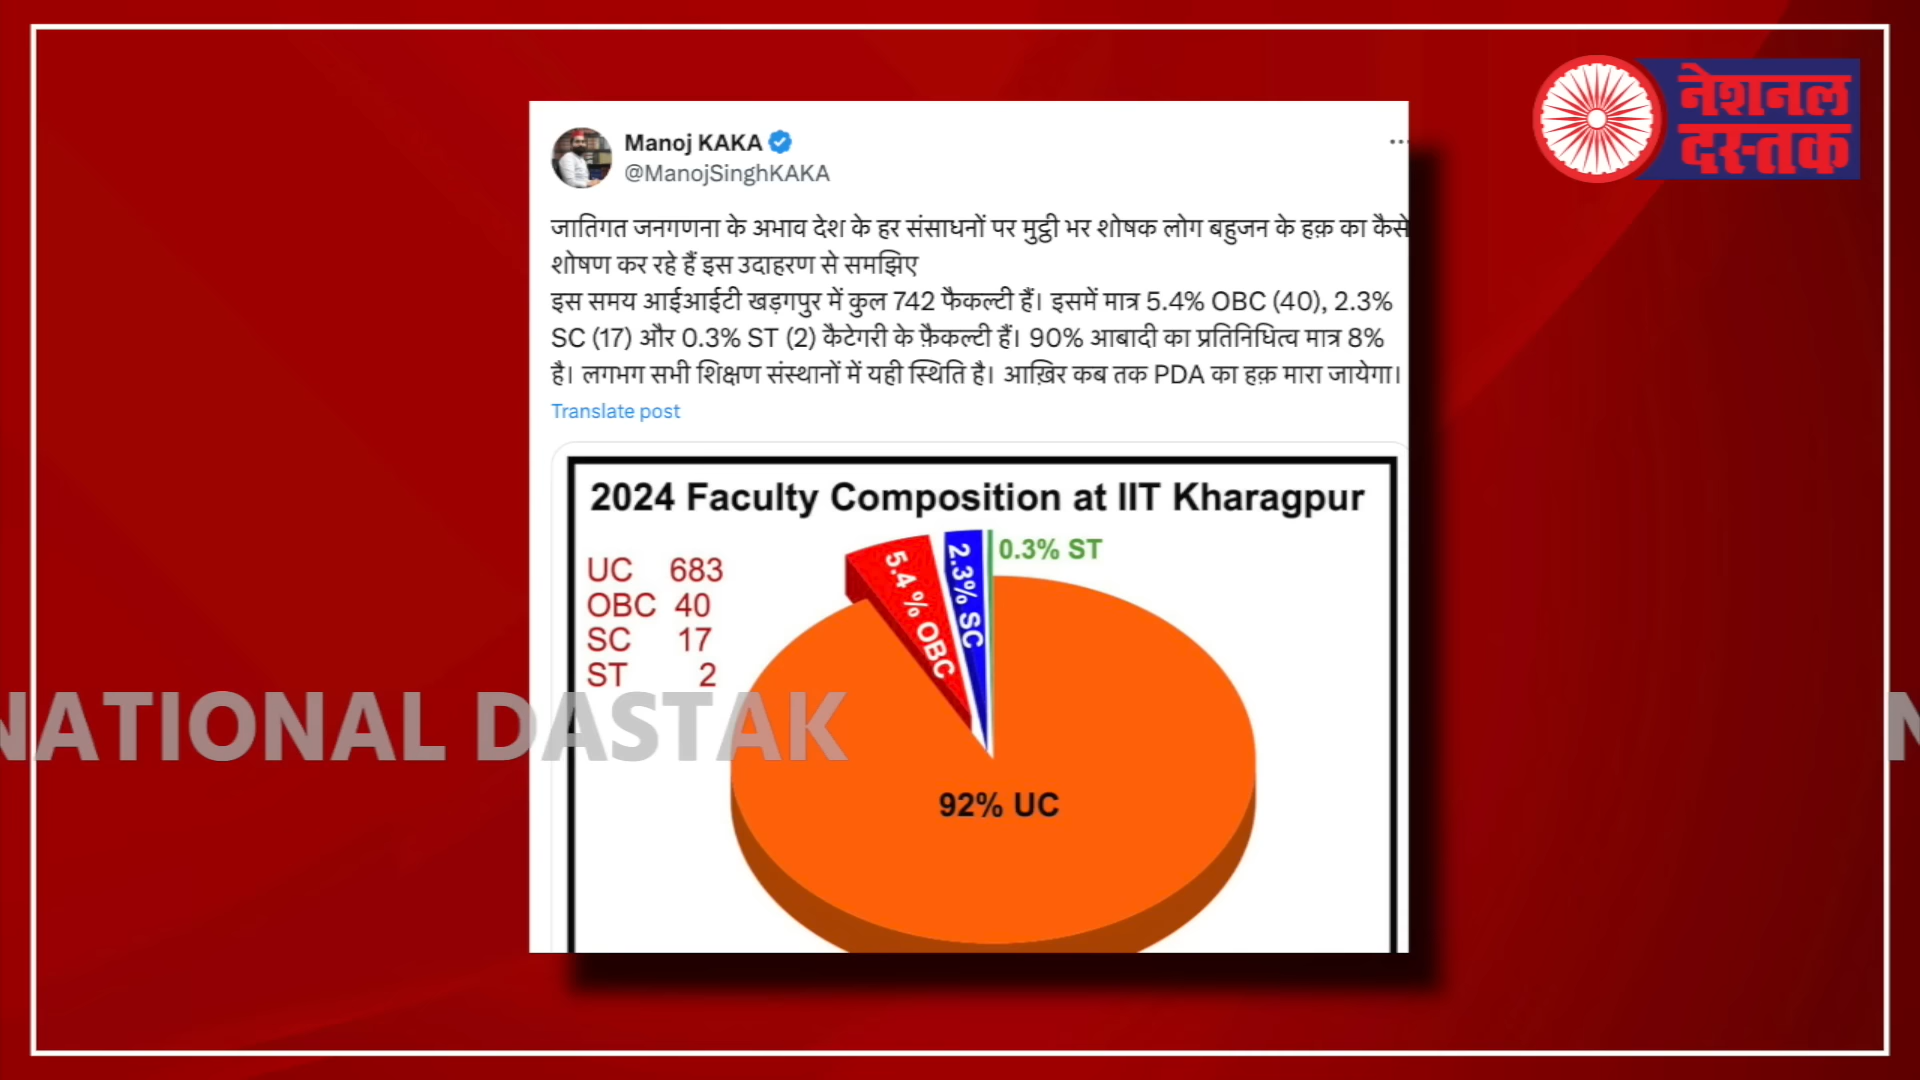 नेशनल
दस्तक
Manoj KAKA
@ManojSinghKAKA
जातिगत जनगणना के अभाव देश के हर संसाधनों पर मुट्ठी भर शोषक लोग बहुजन के हक़ का कैसे
शोषण कर रहे हैं इस उदाहरण से समझिए
इस समय आईआईटी खड़गपुर में कुल 742 फैकल्टी हैं। इसमें मात्र 5.4% OBC (40), 2.3%
SC (17) और 0.3% ST (2) कैटेगरी के फ़ैकल्टी हैं। 90% आबादी का प्रतिनिधित्व मात्र 8%
है। लगभग सभी शिक्षण संस्थानों में यही स्थिति है। आख़िर कब तक PDA का हक़ मारा जायेगा।
Translate post
2024 Faculty Composition at IIT Kharagpur
UC 683
OBC 40
SC 17
ST 2
5.4 % OBC
2.3% SC
0.3% ST
92% UC
NATIONAL DASTAK
N